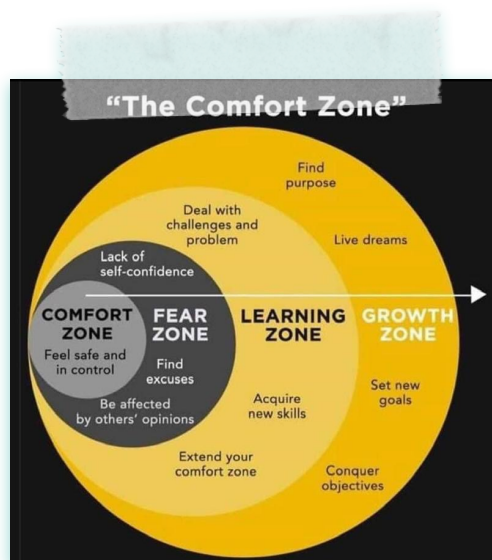 “The Comfort Zone”
Find
purpose
Deal with
challenges and
problem
Live dreams
Lack of
self-confidence
COMFORT
ZONE
Feel safe and
in control
FEAR
ZONE
Find
excuses
Be affected
by others’ opinions
LEARNING
ZONE
Acquire
new skills
Extend your
comfort zone
GROWTH
ZONE
Set new
goals
Conquer
objectives